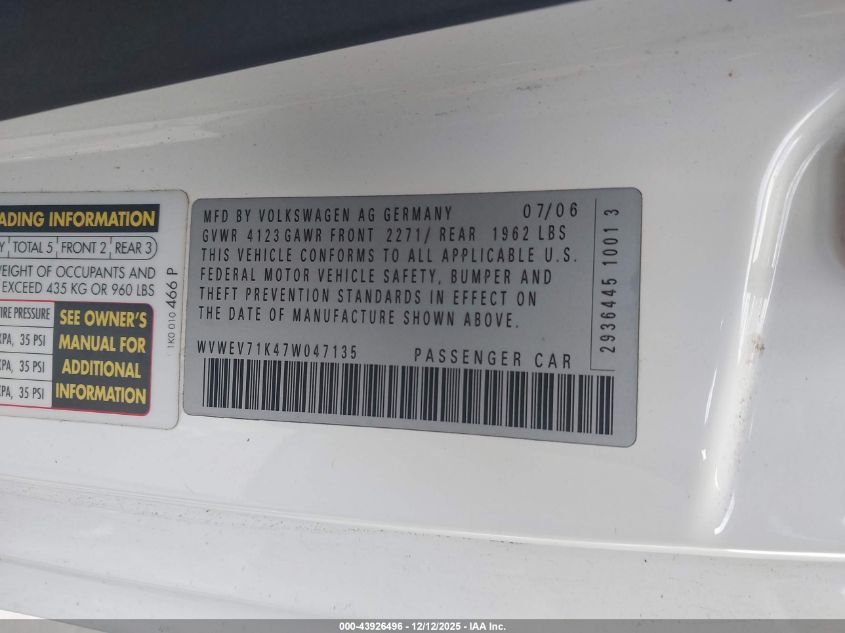 ADING INFORMATION
TOTAL 5 FRONT 2 REAR 3
WEIGHT OF OCCUPANTS AND
EXCEED 435 KG OR 960 LBS
TIRE PRESSURE
KPA, 35 PSI
KPA, 35 PSI
KPA, 35 PSI
SEE OWNER'S
MANUAL FOR
ADDITIONAL
INFORMATION
1K0 010 466 P
MFD BY VOLKSWAGEN AG GERMANY 07/06
GVWR 4123 GAWR FRONT 2271/ REAR 1962 LBS
THIS VEHICLE CONFORMS TO ALL APPLICABLE U.S.
FEDERAL MOTOR VEHICLE SAFETY, BUMPER AND
THEFT PREVENTION STANDARDS IN EFFECT ON
THE DATE OF MANUFACTURE SHOWN ABOVE.
WVWEV71K47W047135 PASSENGER CAR
2936445 1001 3
000-43926496 - 12/12/2025 - IAA Inc.